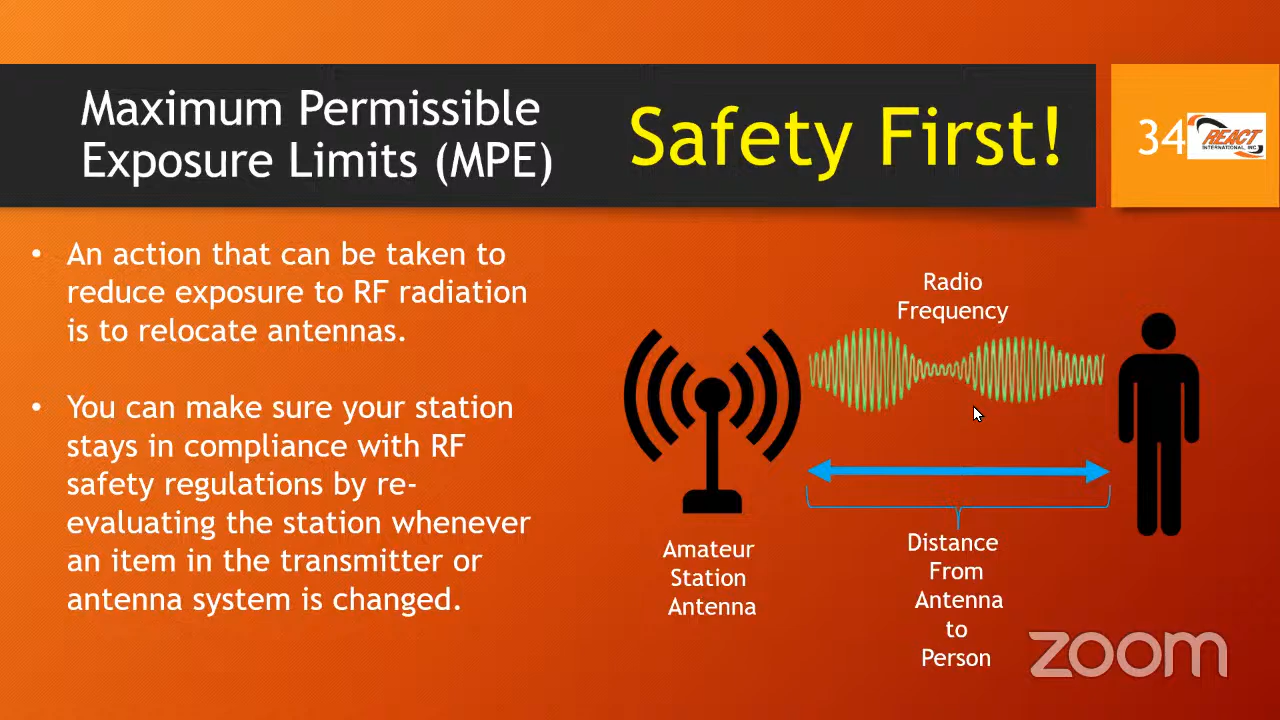 Maximum Permissible
Exposure Limits (MPE)
Safety First!
34
REACT
INTERNATIONAL, INC.
• An action that can be taken to
reduce exposure to RF radiation
is to relocate antennas.
• You can make sure your station
stays in compliance with RF
safety regulations by re-
evaluating the station whenever
an item in the transmitter or
antenna system is changed.
Radio
Frequency
Amateur
Station
Antenna
Distance
From
Antenna
to
Person
zoom